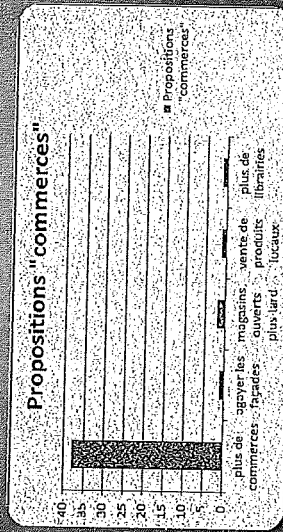 Propositions "commerces"
40
35
30
25
20
15
10
5
0
plus de commerces
égayer les façades
magasins ouverts plus tard
vente de produits locaux
plus de librairies
Propositions
"commerces"